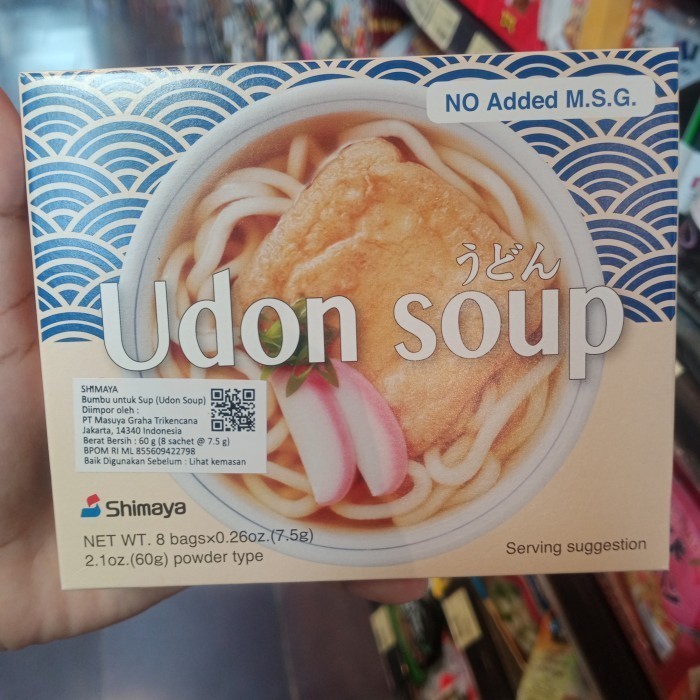 NO Added M.S.G.
うどん
Udon soup
SHIMAYA
Bumbu untuk Sup (Udon Soup)
Diimpor oleh :
PT Masuya Graha Trikencana
Jakarta, 14340 Indonesia
Berat Bersih : 60 g (8 sachet @ 7.5 g)
BPOM RI ML 855609422798
Baik Digunakan Sebelum : Lihat kemasan
Shimaya
NET WT. 8 bags×0.26oz.(7.5g)
2.1oz.(60g) powder type
Serving suggestion